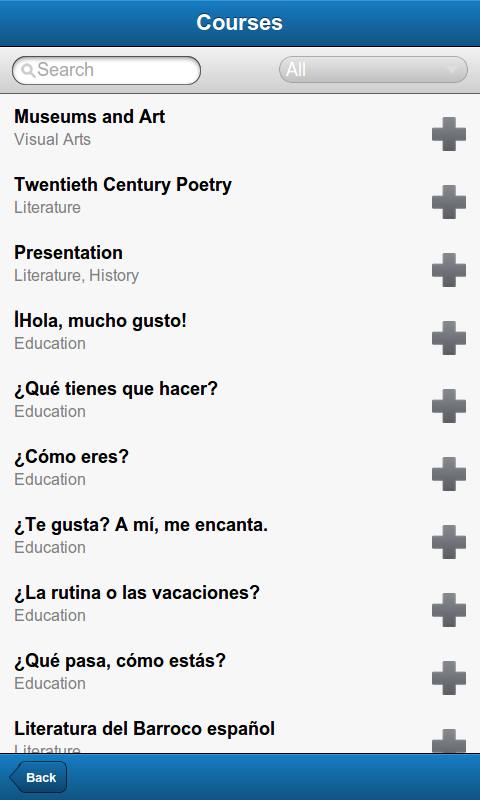 Courses
Search
All
Museums and Art
Visual Arts
Twentieth Century Poetry
Literature
Presentation
Literature, History
ÍHola, mucho gusto!
Education
¿Qué tienes que hacer?
Education
¿Cómo eres?
Education
¿Te gusta? A mí, me encanta.
Education
¿La rutina o las vacaciones?
Education
¿Qué pasa, cómo estás?
Education
Literatura del Barroco español
Literature
Back